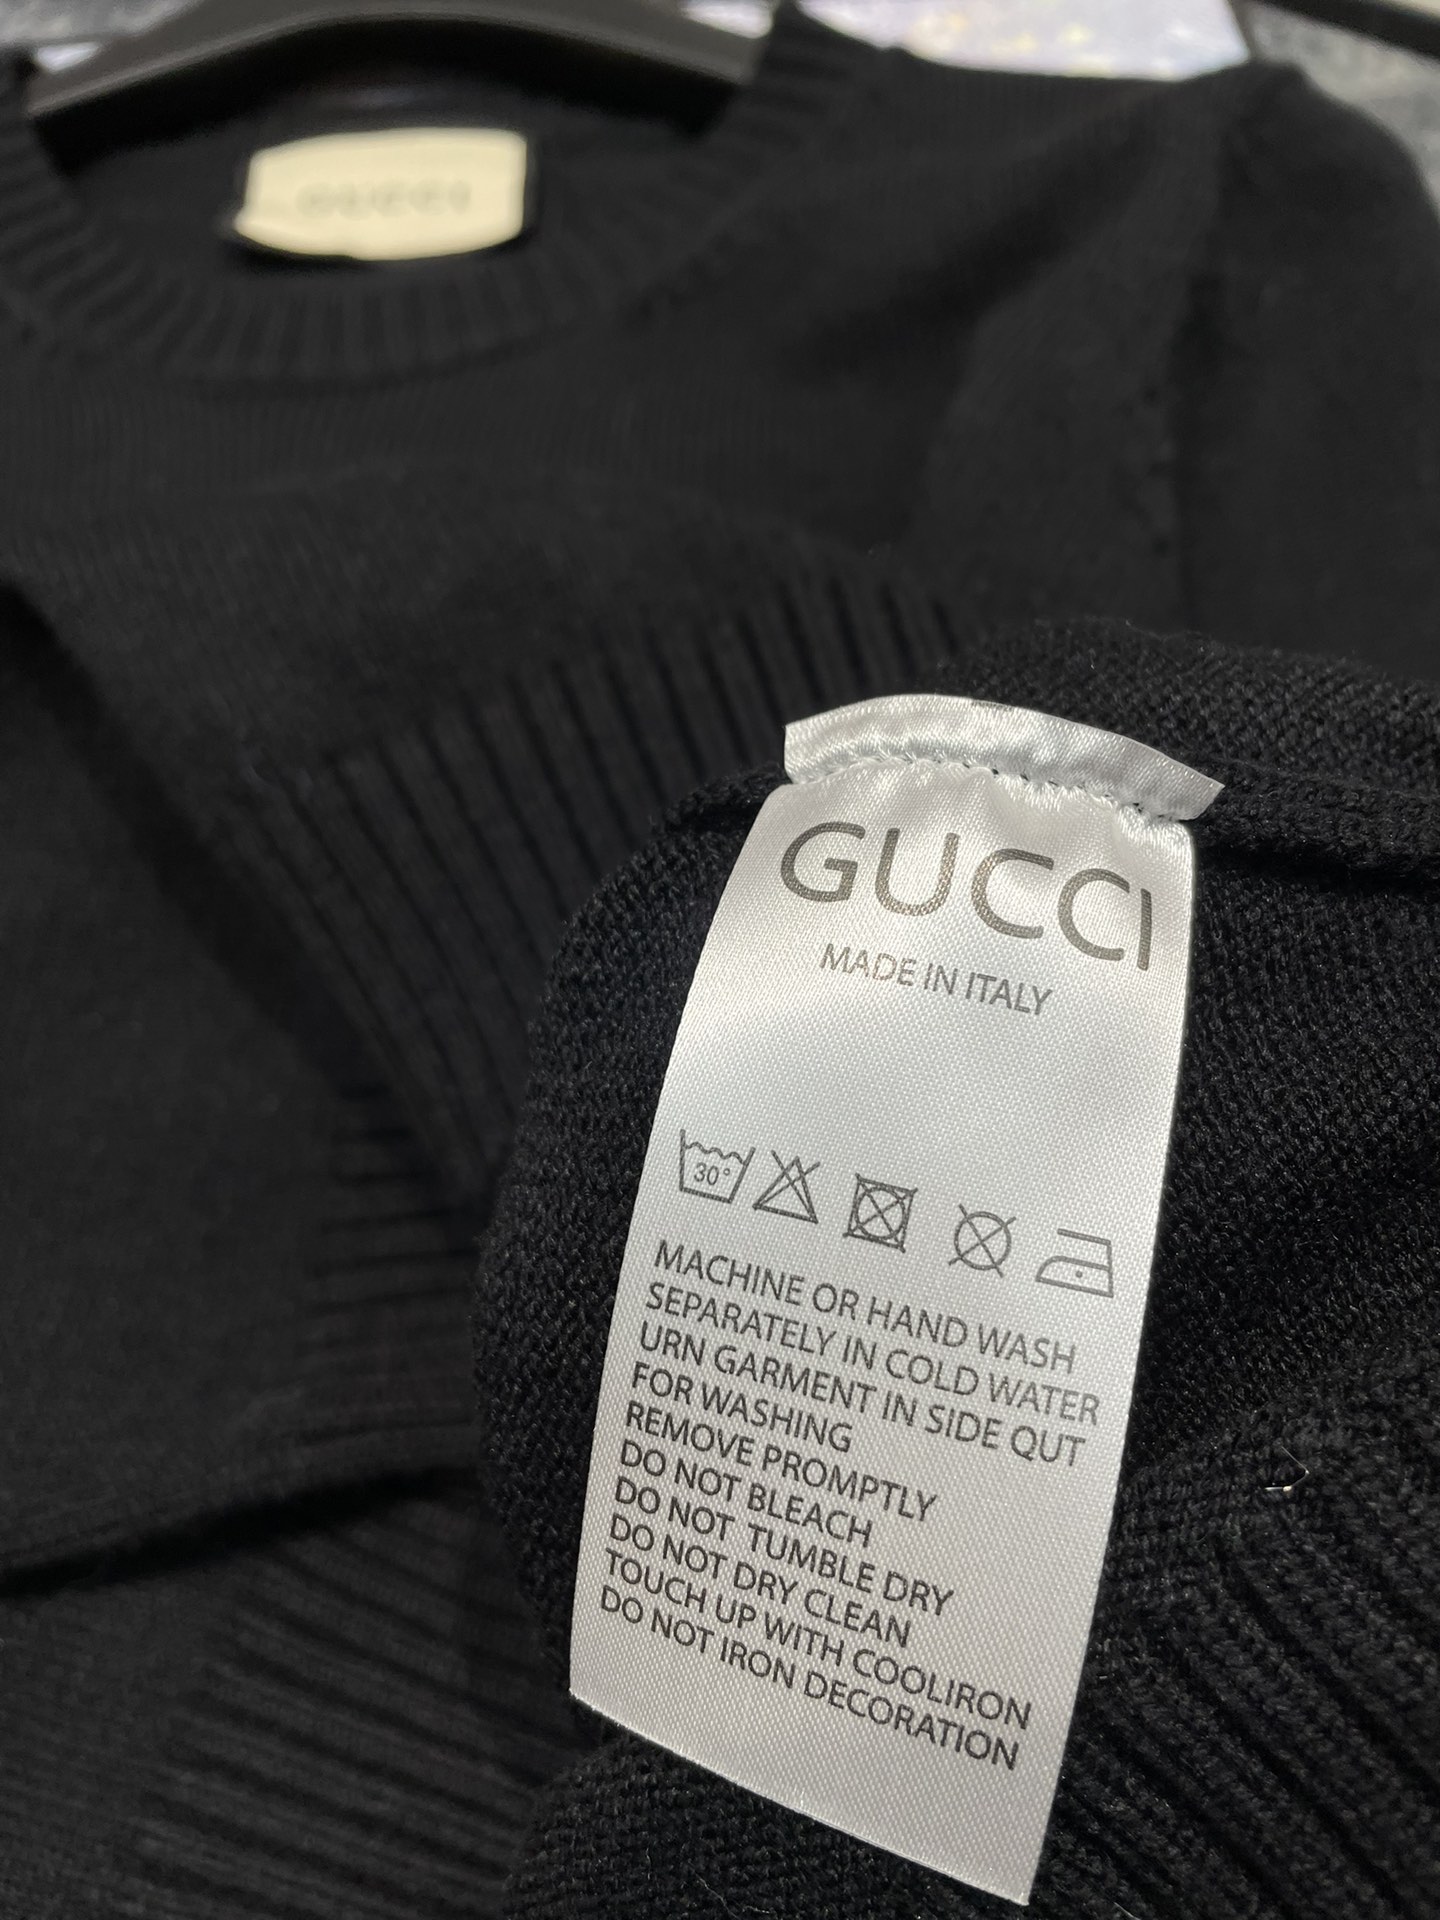 GUCCI
GUCCI
MADE IN ITALY
30°
MACHINE OR HAND WASH
SEPARATELY IN COLD WATER
URN GARMENT IN SIDE QUT
FOR WASHING
REMOVE PROMPTLY
DO NOT BLEACH
DO NOT TUMBLE DRY
DO NOT DRY CLEAN
TOUCH UP WITH COOLIRON
DO NOT IRON DECORATION